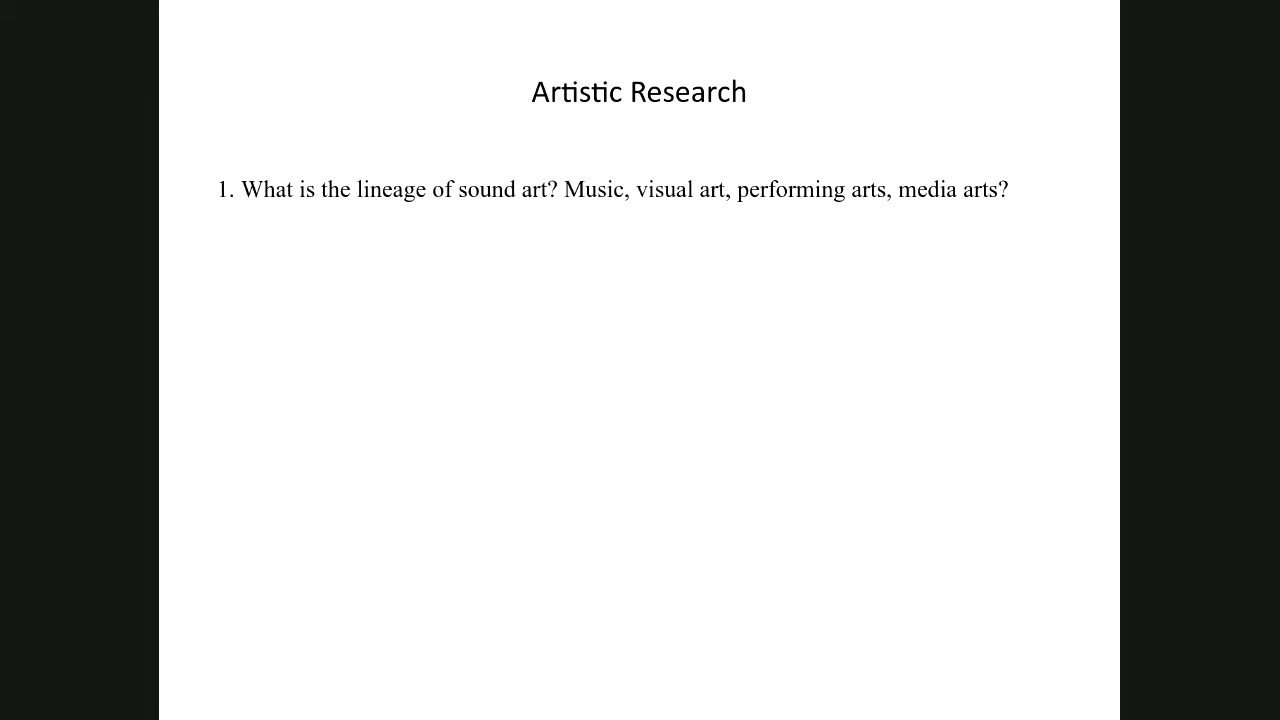 Artistic Research
1. What is the lineage of sound art? Music, visual art, performing arts, media arts?